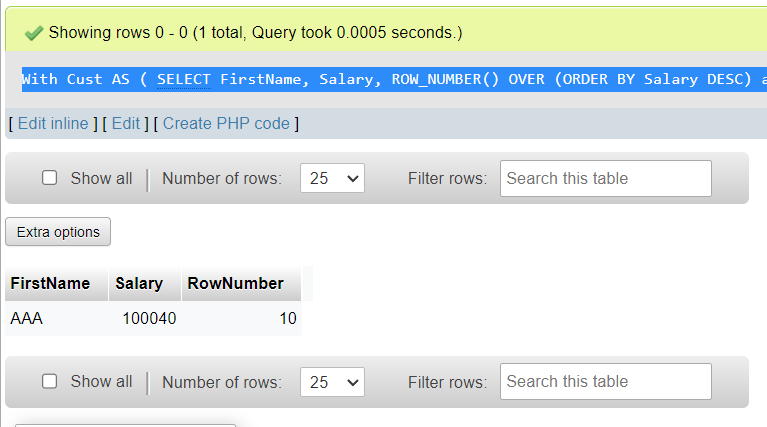 Showing rows 0 - 0 (1 total, Query took 0.0005 seconds.)
With Cust AS ( SELECT FirstName, Salary, ROW_NUMBER() OVER (ORDER BY Salary DESC) a
[ Edit inline ] [ Edit ] [ Create PHP code ]
Show all Number of rows: 25 Filter rows: Search this table
Extra options
FirstName Salary RowNumber
AAA 100040 10
Show all Number of rows: 25 Filter rows: Search this table